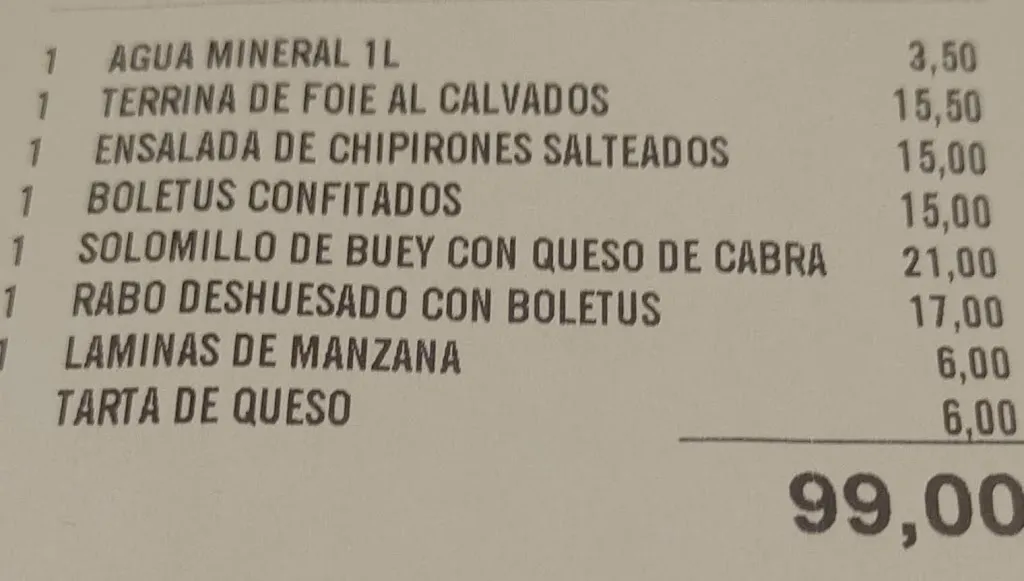 1 AGUA MINERAL 1L 3,50
1 TERRINA DE FOIE AL CALVADOS 15,50
1 ENSALADA DE CHIPIRONES SALTEADOS 15,00
1 BOLETUS CONFITADOS 15,00
1 SOLOMILLO DE BUEY CON QUESO DE CABRA 21,00
1 RABO DESHUESADO CON BOLETUS 17,00
1 LAMINAS DE MANZANA 6,00
TARTA DE QUESO 6,00
99,00